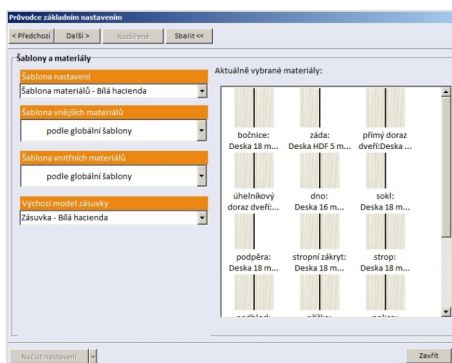 Průvodce základním nastavením
< Předchozí Další > Rozšířené Sbalit <<
Šablony a materiály
Šablona nastavení
Šablona materiálů - Bílá hacienda
Šablona vnějších materiálů
podle globální šablony
Šablona vnitřních materiálů
podle globální šablony
Výchozí model zásuvky
Zásuvka - Bílá hacienda
Aktuálně vybrané materiály:
bočnice: záda: přímý doraz
Deska 18 m... Deska HDF 5 m... dveří:Deska ...
úhelníkový dno: sokl:
doraz dveří:... Deska 16 m... Deska 18 m...
podpěra: stropní zákryt: strop:
Deska 18 m... Deska 18 m... Deska 18 m...
Načíst nastavení Zavřít